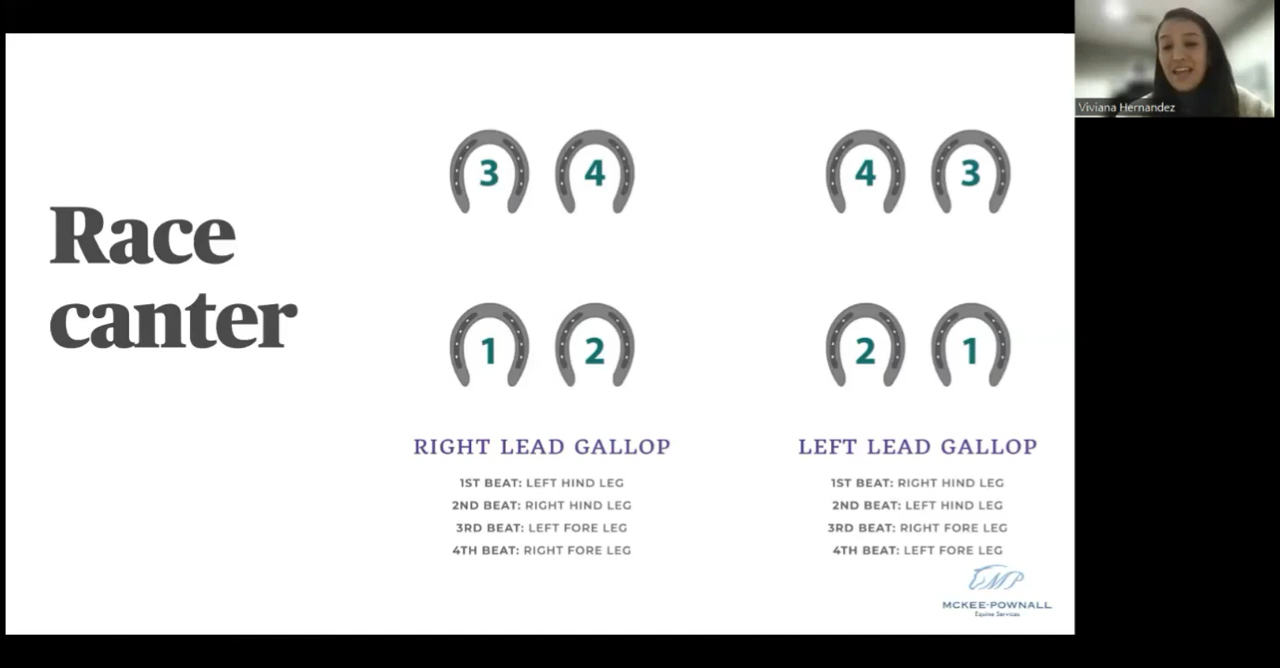 Viviana Hernandez
Race
canter
3 4
4 3
1 2
2 1
RIGHT LEAD GALLOP
1ST BEAT: LEFT HIND LEG
2ND BEAT: RIGHT HIND LEG
3RD BEAT: LEFT FORE LEG
4TH BEAT: RIGHT FORE LEG
LEFT LEAD GALLOP
1ST BEAT: RIGHT HIND LEG
2ND BEAT: LEFT HIND LEG
3RD BEAT: RIGHT FORE LEG
4TH BEAT: LEFT FORE LEG
MP
MCKEE-POWNALL
Equine Services